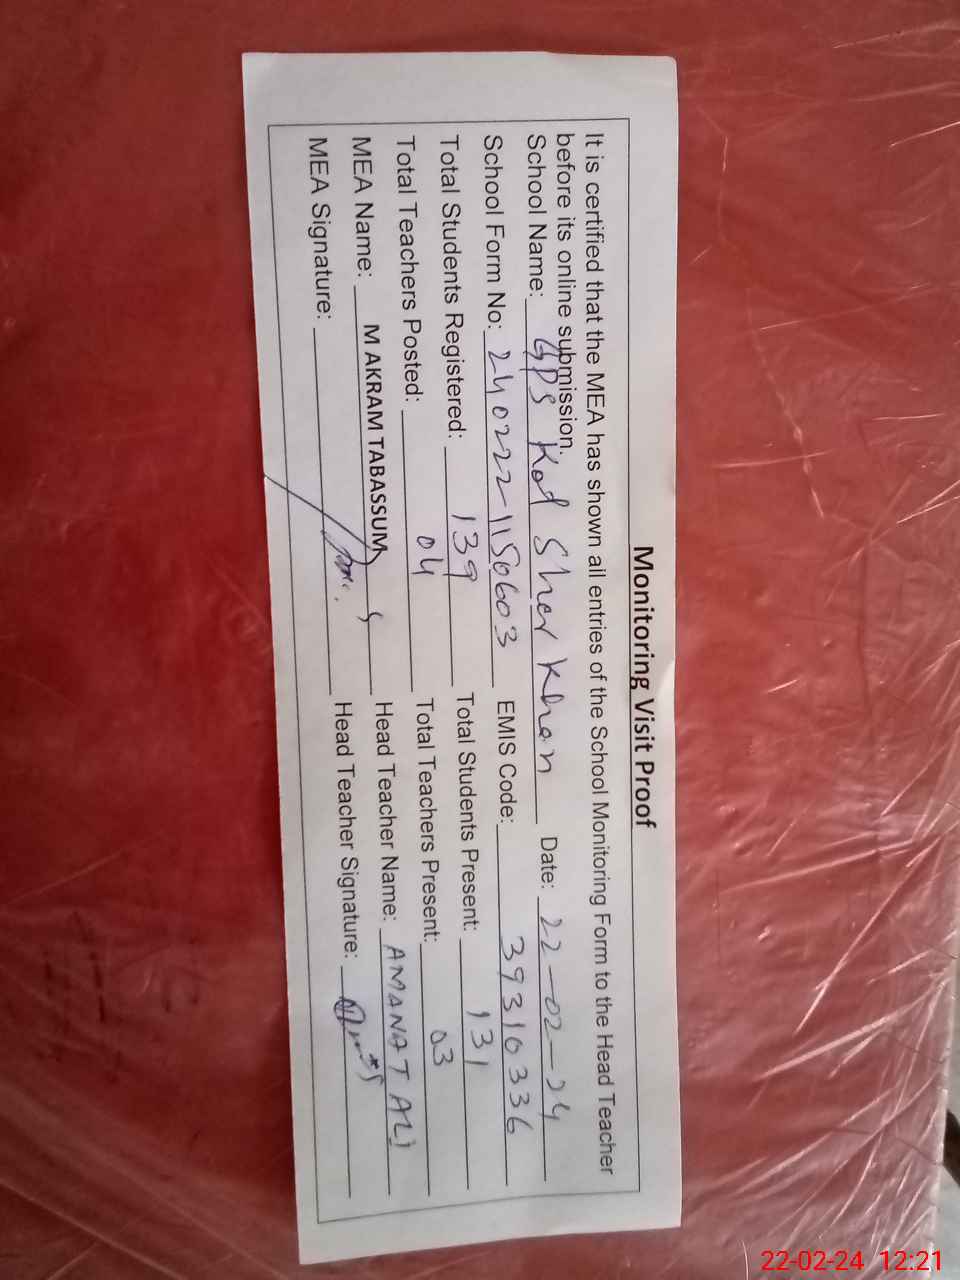 Monitoring Visit Proof
It is certified that the MEA has shown all entries of the School Monitoring Form to the Head Teacher
before its online submission.
School Name: GPS Kot Sher Khan Date: 22-02-24
School Form No: 240222-1150603 EMIS Code: 39310336
Total Students Registered: 139 Total Students Present: 131
Total Teachers Posted: 04 Total Teachers Present: 03
MEA Name: M AKRAM TABASSUM Head Teacher Name: AMANAT ALI
MEA Signature: Head Teacher Signature:
22-02-24 12:21